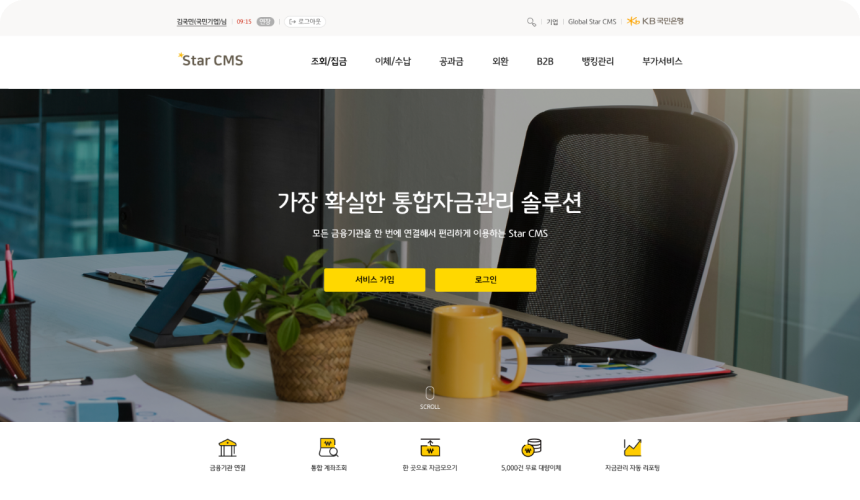 김국민(국민기업)님 09:15 연장 로그아웃 기업 Global Star CMS KB국민은행
Star CMS 조회/집금 이체/수납 공과금 외환 B2B 뱅킹관리 부가서비스
가장 확실한 통합자금관리 솔루션
모든 금융기관을 한 번에 연결해서 편리하게 이용하는 Star CMS
서비스 가입 로그인
SCROLL
금융기관 연결 통합 계좌조회 한 곳으로 자금모으기 5,000건 무료 대량이체 자금관리 자동 리포팅